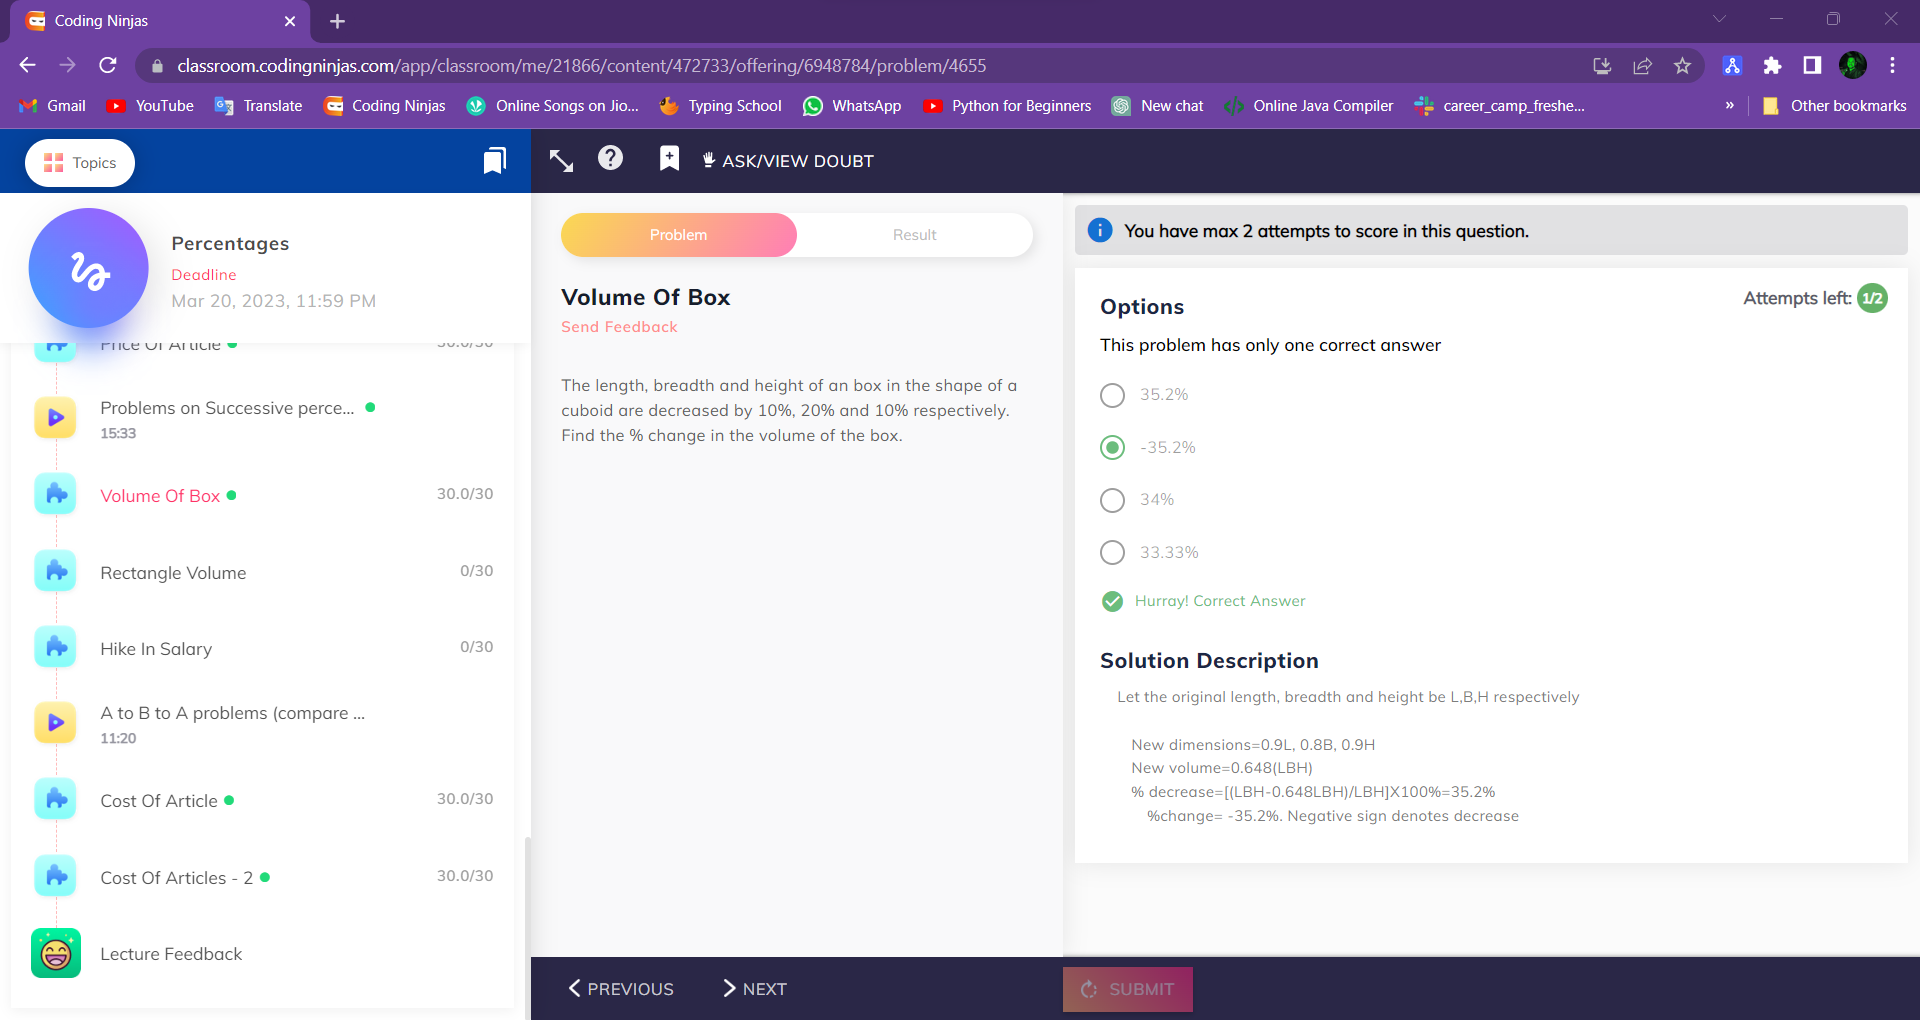 Coding Ninjas
classroom.codingninjas.com/app/classroom/me/21866/content/472733/offering/6948784/problem/4655
Gmail
YouTube
Translate
Coding Ninjas
Online Songs on Jio...
Typing School
WhatsApp
Python for Beginners
New chat
Online Java Compiler
career_camp_freshe...
»
Other bookmarks
Topics
ASK/VIEW DOUBT
Percentages
Deadline
Mar 20, 2023, 11:59 PM
Price Of Article
30.0/30
Problems on Successive perce...
15:33
Volume Of Box
30.0/30
Rectangle Volume
0/30
Hike In Salary
0/30
A to B to A problems (compare ...
11:20
Cost Of Article
30.0/30
Cost Of Articles - 2
30.0/30
Lecture Feedback
Problem
Result
Volume Of Box
Send Feedback
The length, breadth and height of an box in the shape of a
cuboid are decreased by 10%, 20% and 10% respectively.
Find the % change in the volume of the box.
You have max 2 attempts to score in this question.
Attempts left: 1/2
Options
This problem has only one correct answer
35.2%
-35.2%
34%
33.33%
Hurray! Correct Answer
Solution Description
Let the original length, breadth and height be L,B,H respectively
New dimensions=0.9L, 0.8B, 0.9H
New volume=0.648(LBH)
% decrease=[(LBH-0.648LBH)/LBH]X100%=35.2%
%change= -35.2%. Negative sign denotes decrease
PREVIOUS
NEXT
SUBMIT